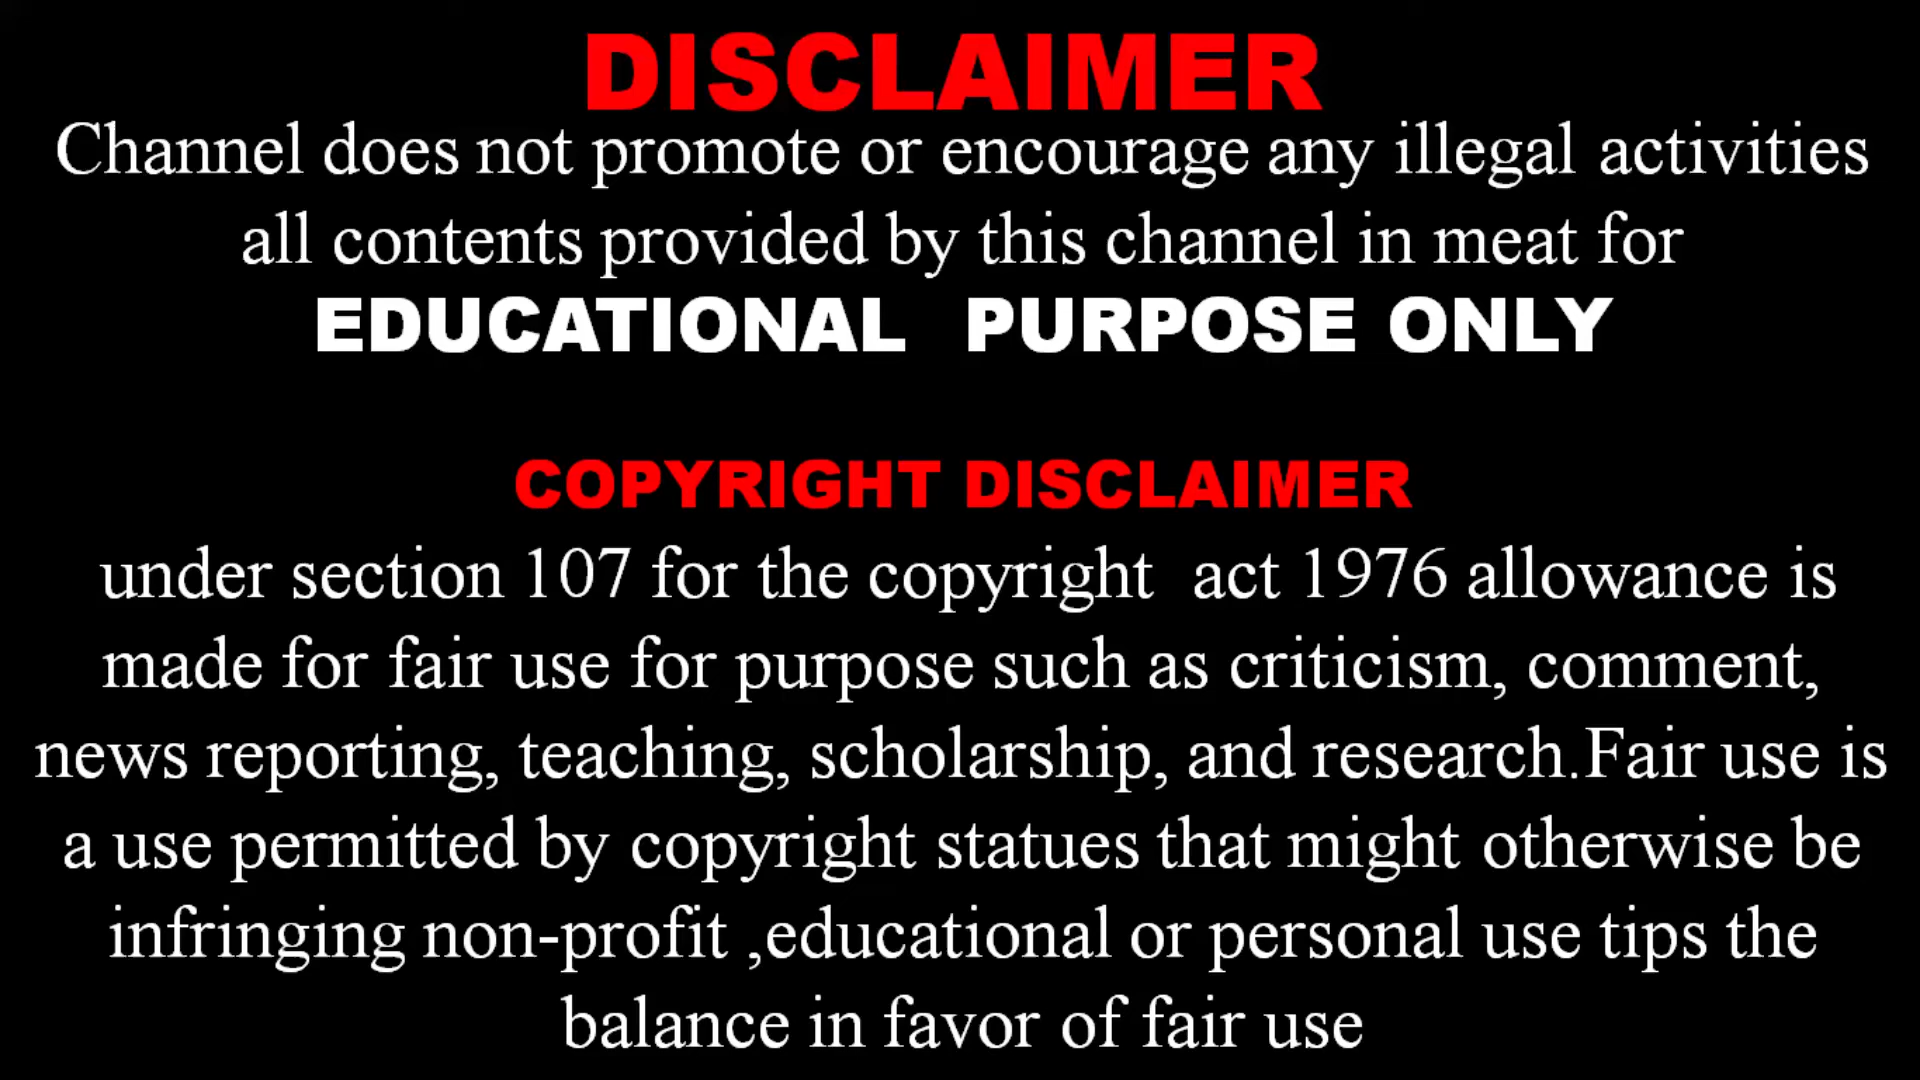 DISCLAIMER
Channel does not promote or encourage any illegal activities
all contents provided by this channel in meat for
EDUCATIONAL PURPOSE ONLY
COPYRIGHT DISCLAIMER
under section 107 for the copyright act 1976 allowance is
made for fair use for purpose such as criticism, comment,
news reporting, teaching, scholarship, and research.Fair use is
a use permitted by copyright statues that might otherwise be
infringing non-profit ,educational or personal use tips the
balance in favor of fair use